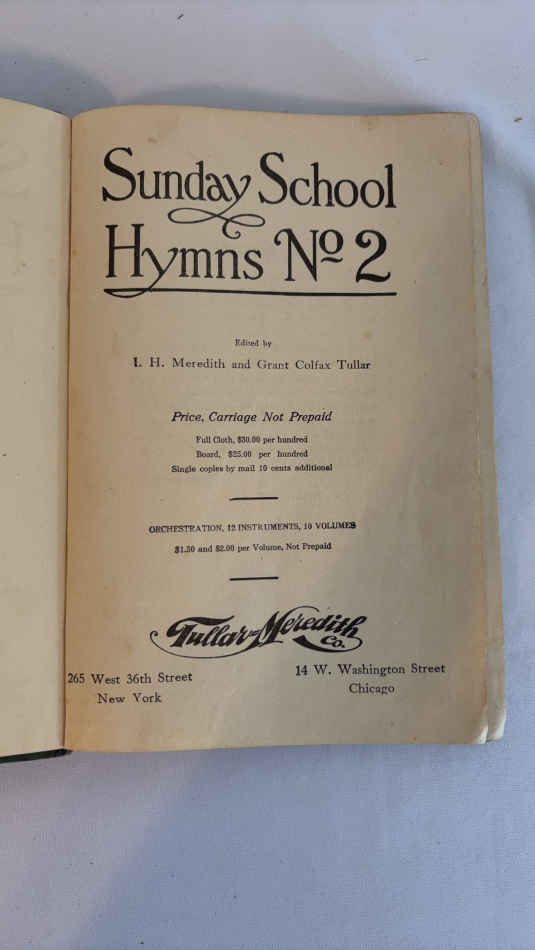 Sunday School
Hymns No 2
Edited by
I. H. Meredith and Grant Colfax Tullar
Price, Carriage Not Prepaid
Full Cloth, $30.00 per hundred
Board, $25.00 per hundred
Single copies by mail 10 cents additional
ORCHESTRATION, 12 INSTRUMENTS, 10 VOLUMES
$1.50 and $2.00 per Volume, Not Prepaid
Tullar-Meredith Co.
265 West 36th Street
New York
14 W. Washington Street
Chicago